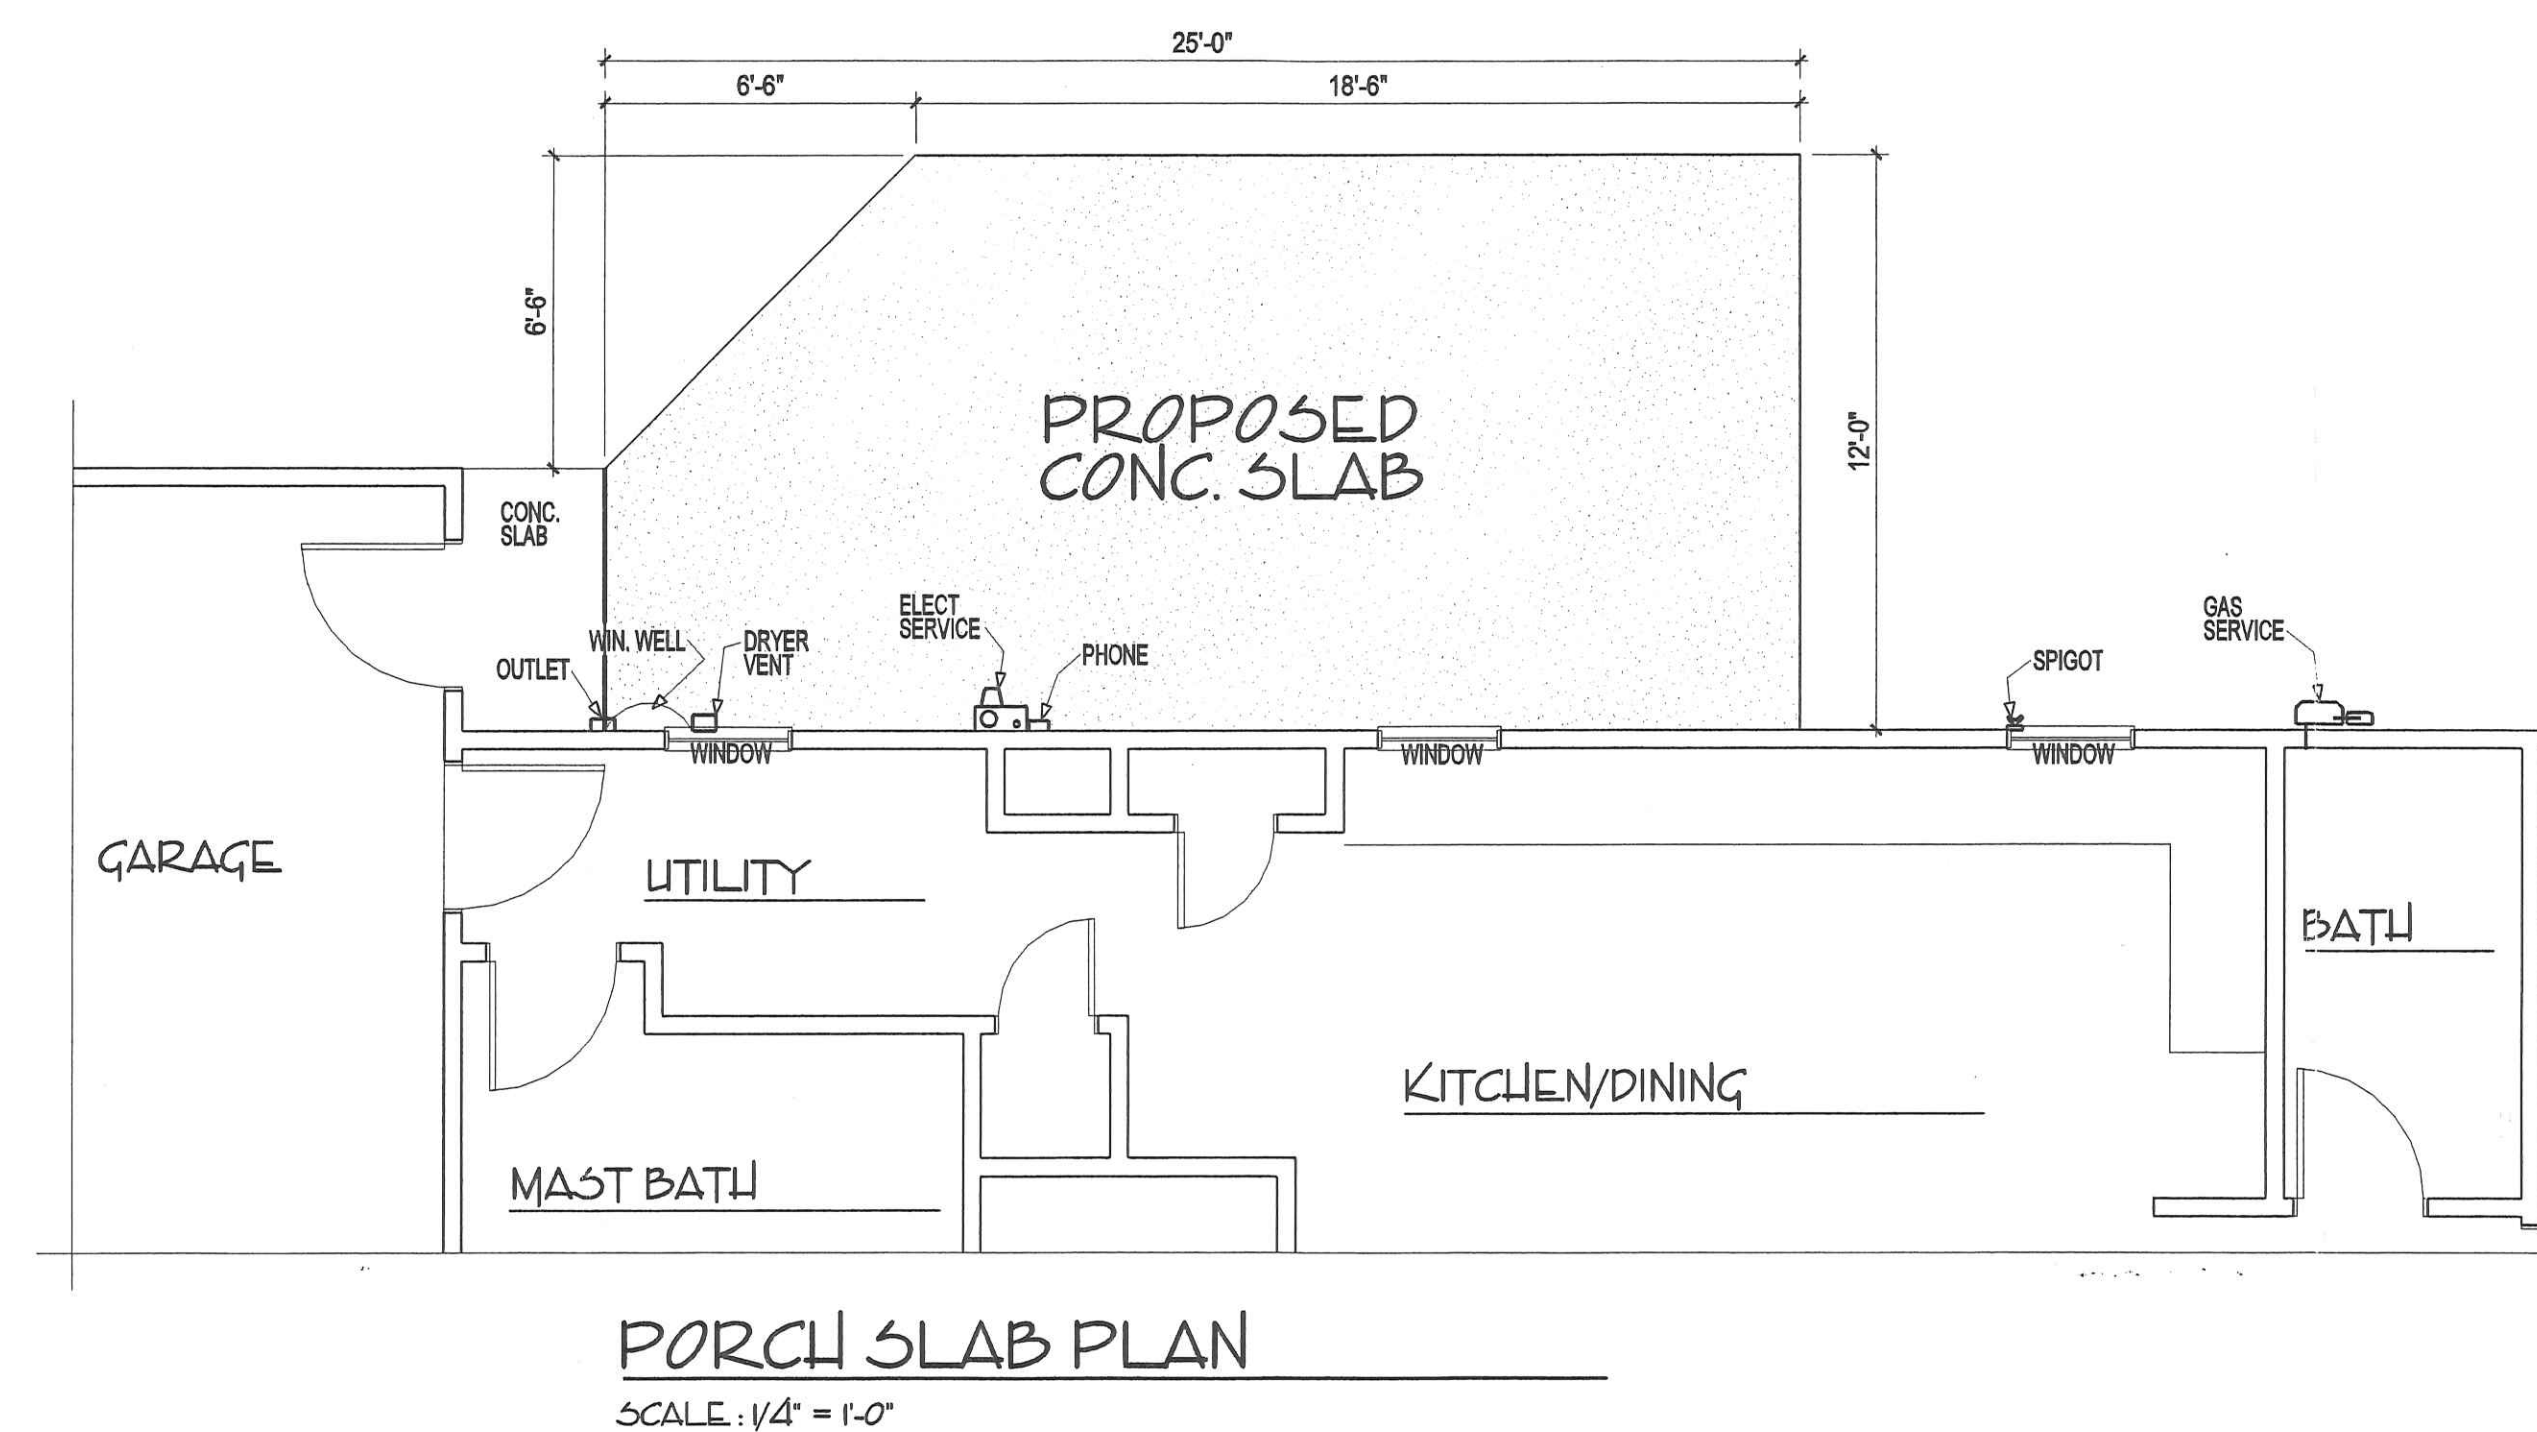 25'-0"
6'-6"
18'-6"
6'-6"
PROPOSED
CONC. SLAB
12'-0"
CONC.
SLAB
ELECT
SERVICE
GAS
SERVICE
WIN. WELL
DRYER
VENT
OUTLET
PHONE
SPIGOT
WINDOW
WINDOW
WINDOW
GARAGE
UTILITY
BATH
KITCHEN/DINING
MAST BATH
PORCH SLAB PLAN
SCALE: 1/4" = 1'-0"